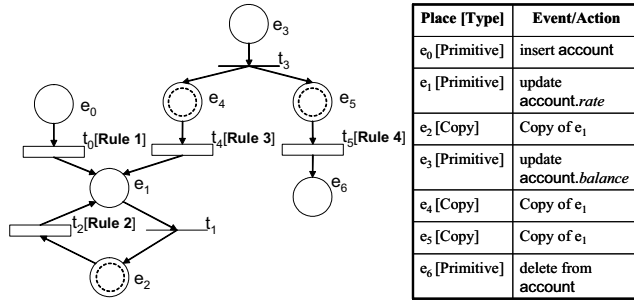 e3
t3
e0
e4
e5
t0[Rule 1]
t4[Rule 3]
t5[Rule 4]
e1
e6
t2[Rule 2]
t1
e2
Place [Type] Event/Action
e0 [Primitive] insert account
e1 [Primitive] update
account.rate
e2 [Copy] Copy of e1
e3 [Primitive] update
account.balance
e4 [Copy] Copy of e1
e5 [Copy] Copy of e1
e6 [Primitive] delete from
account